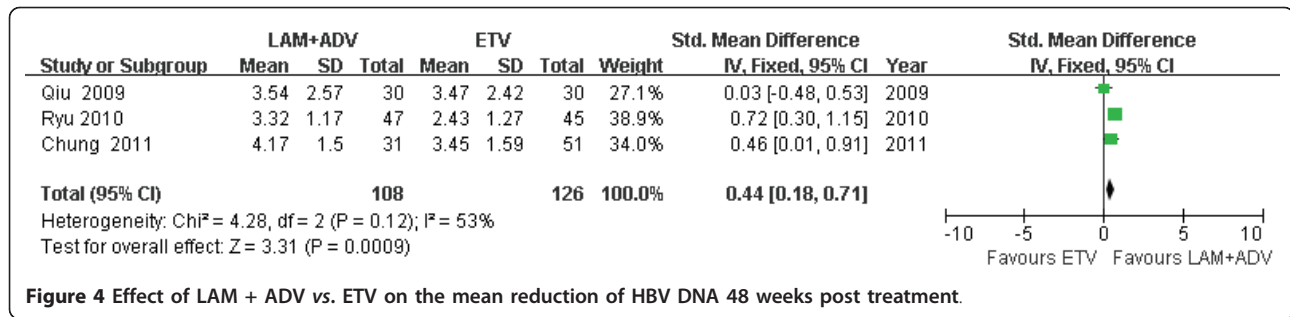 LAM+ADV ETV Std. Mean Difference Std. Mean Difference
Study or Subgroup Mean SD Total Mean SD Total Weight IV, Fixed, 95% CI Year IV, Fixed, 95% CI
Qiu 2009 3.54 2.57 30 3.47 2.42 30 27.1% 0.03 [-0.48, 0.53] 2009
Ryu 2010 3.32 1.17 47 2.43 1.27 45 38.9% 0.72 [0.30, 1.15] 2010
Chung 2011 4.17 1.5 31 3.45 1.59 51 34.0% 0.46 [0.01, 0.91] 2011
Total (95% CI) 108 126 100.0% 0.44 [0.18, 0.71]
Heterogeneity: Chi² = 4.28, df = 2 (P = 0.12); I² = 53%
Test for overall effect: Z = 3.31 (P = 0.0009)
-10 -5 0 5 10
Favours ETV Favours LAM+ADV
Figure 4 Effect of LAM + ADV vs. ETV on the mean reduction of HBV DNA 48 weeks post treatment.